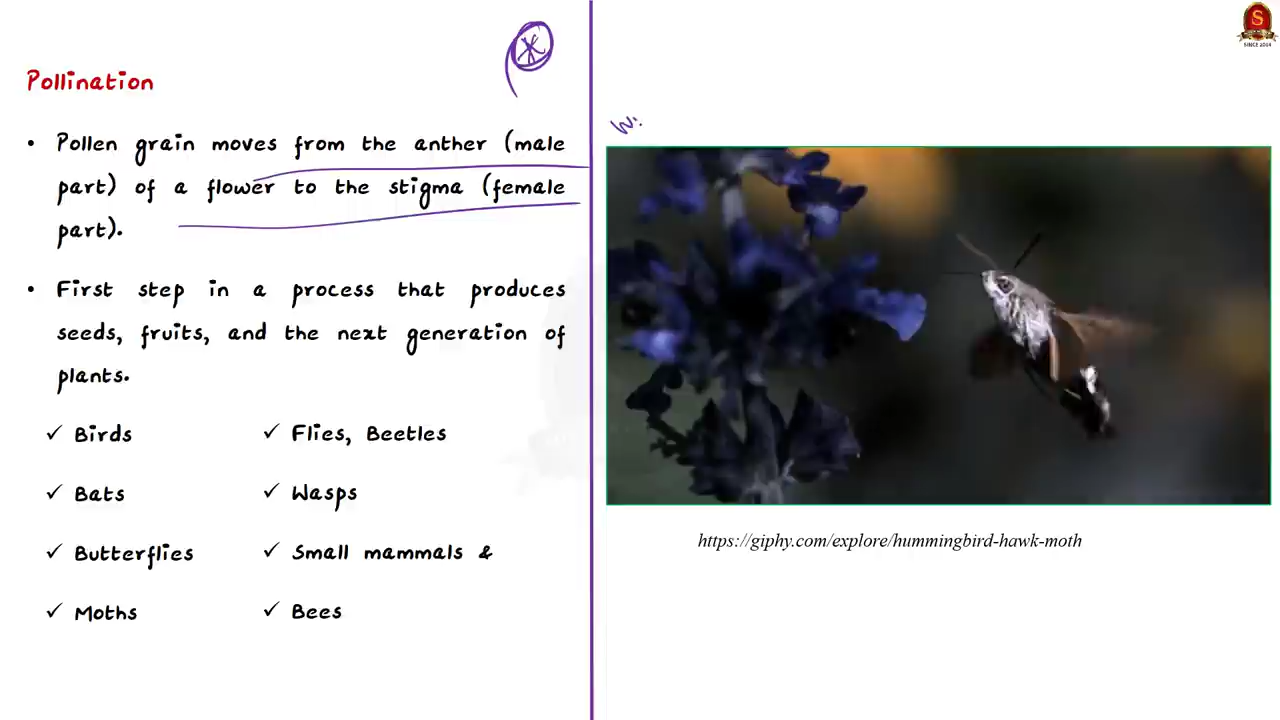 Pollination
• Pollen grain moves from the anther (male
part) of a flower to the stigma (female
part).
• First step in a process that produces
seeds, fruits, and the next generation of
plants.
✓ Birds
✓ Bats
✓ Butterflies
✓ Moths
✓ Flies, Beetles
✓ Wasps
✓ Small mammals &
✓ Bees
S
SINCE 2014
https://giphy.com/explore/hummingbird-hawk-moth